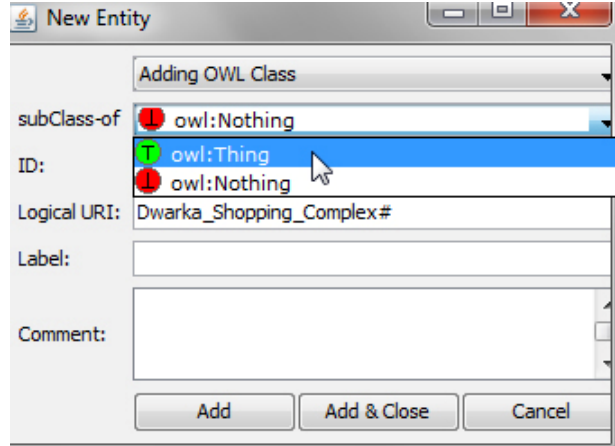 New Entity
Adding OWL Class
subClass-of owl:Nothing
owl:Thing
ID:
owl:Nothing
Logical URI: Dwarka_Shopping_Complex#
Label:
Comment:
Add Add & Close Cancel